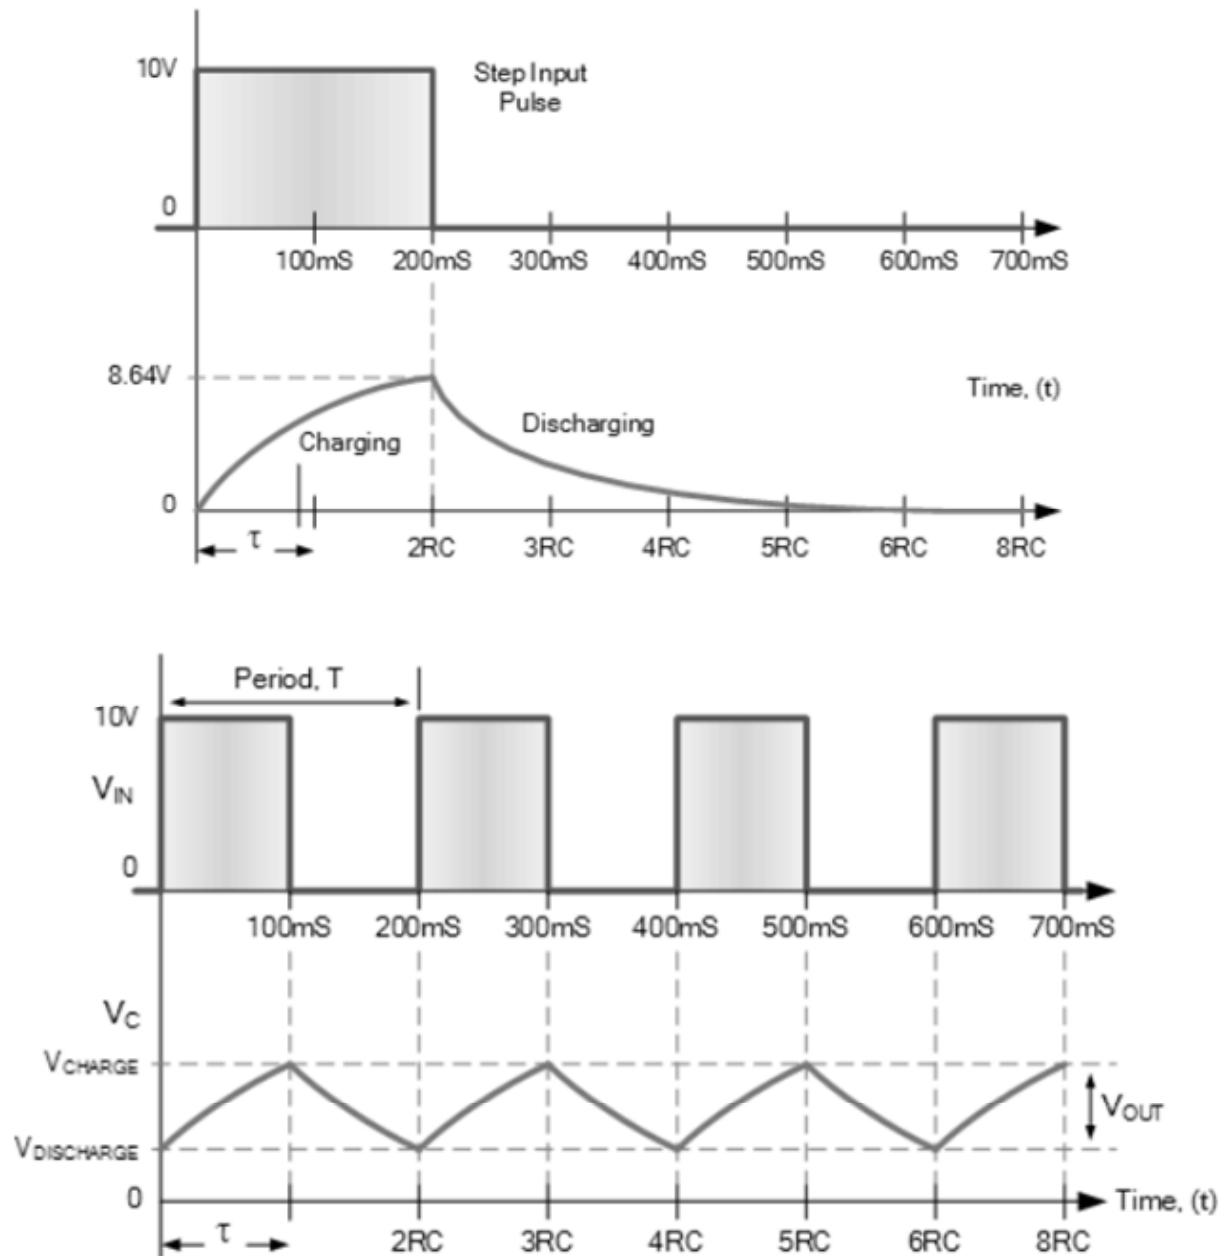 10V
Step Input
Pulse
0
100mS 200mS 300mS 400mS 500mS 600mS 700mS
8.64V
Time, (t)
Discharging
Charging
0
τ
2RC 3RC 4RC 5RC 6RC 8RC
Period, T
10V
VIN
0
100mS 200mS 300mS 400mS 500mS 600mS 700mS
VC
VCHARGE
VOUT
VDISCHARGE
0
Time, (t)
τ
2RC 3RC 4RC 5RC 6RC 8RC